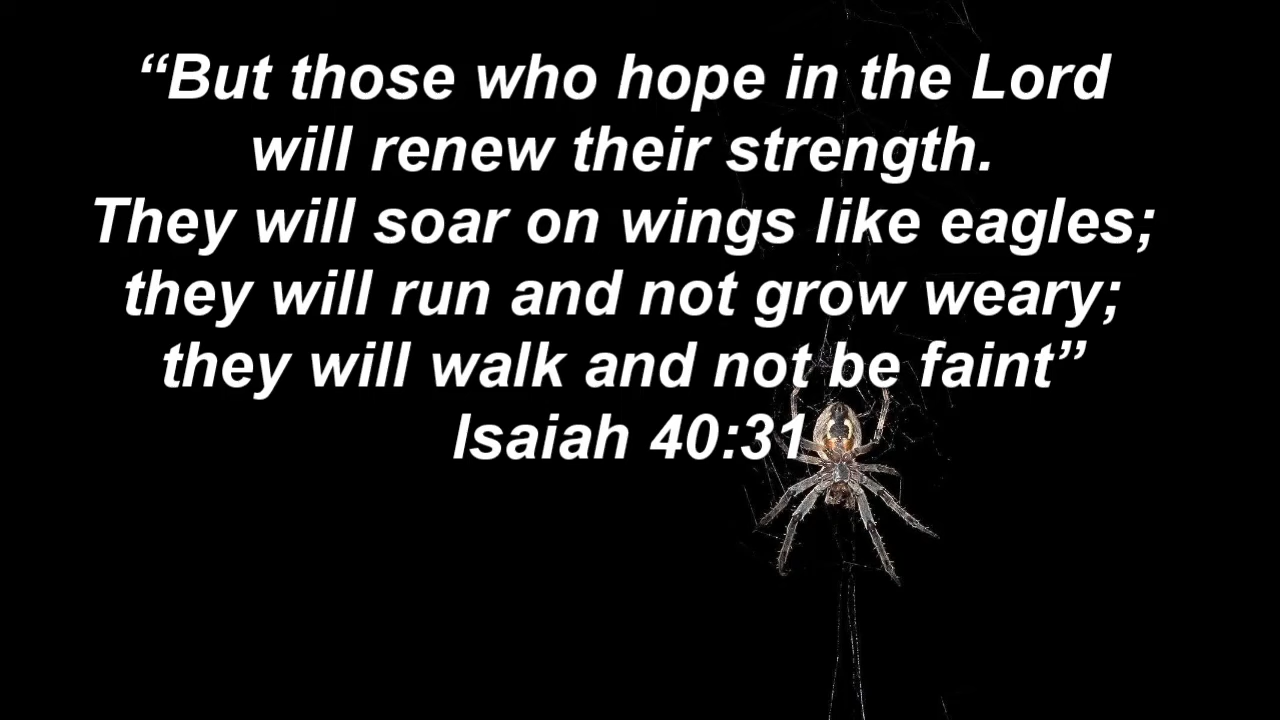 “But those who hope in the Lord
will renew their strength.
They will soar on wings like eagles;
they will run and not grow weary;
they will walk and not be faint”
Isaiah 40:31